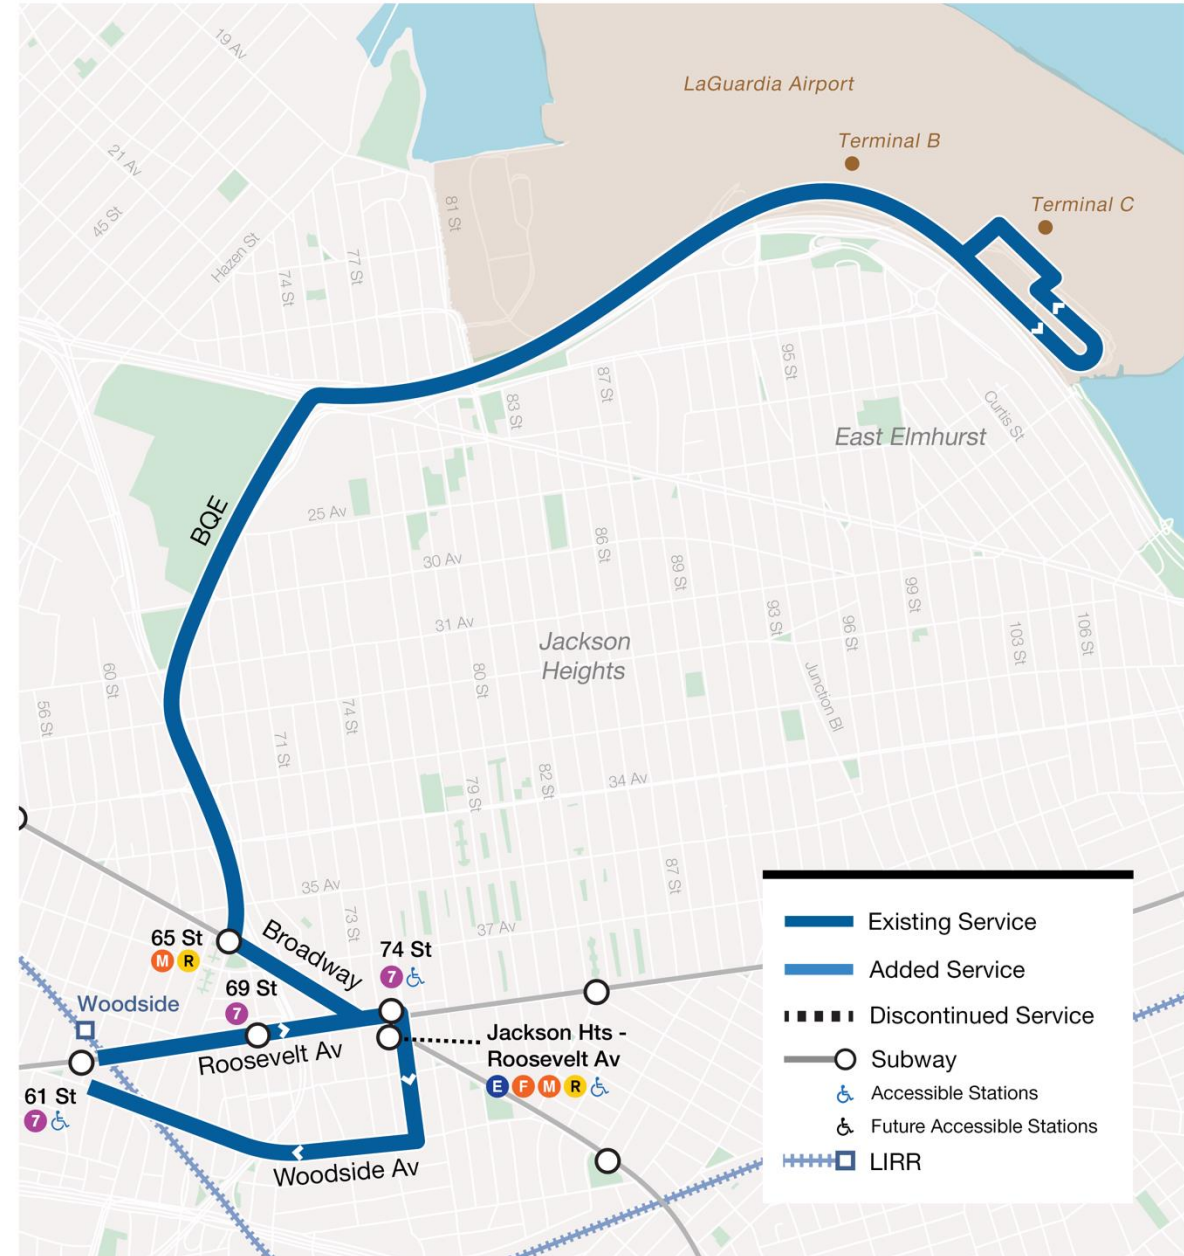 19 Av
LaGuardia Airport
Terminal B
21 Av
Terminal C
81 St
45 St
Hazen St
77 St
74 St
95 St
87 St
83 St
Curtis St
East Elmhurst
BQE
25 Av
86 St
30 Av
89 St
99 St
93 St
96 St
31 Av
103 St
106 St
Jackson
Heights
60 St
80 St
Junction Bl
56 St
74 St
71 St
82 St
79 St
34 Av
87 St
35 Av
73 St
37 Av
65 St
M R
Broadway
74 St
7
69 St
7
Woodside
Roosevelt Av
Jackson Hts -
Roosevelt Av
E F M R
61 St
7
Woodside Av
Existing Service
Added Service
Discontinued Service
Subway
Accessible Stations
Future Accessible Stations
LIRR